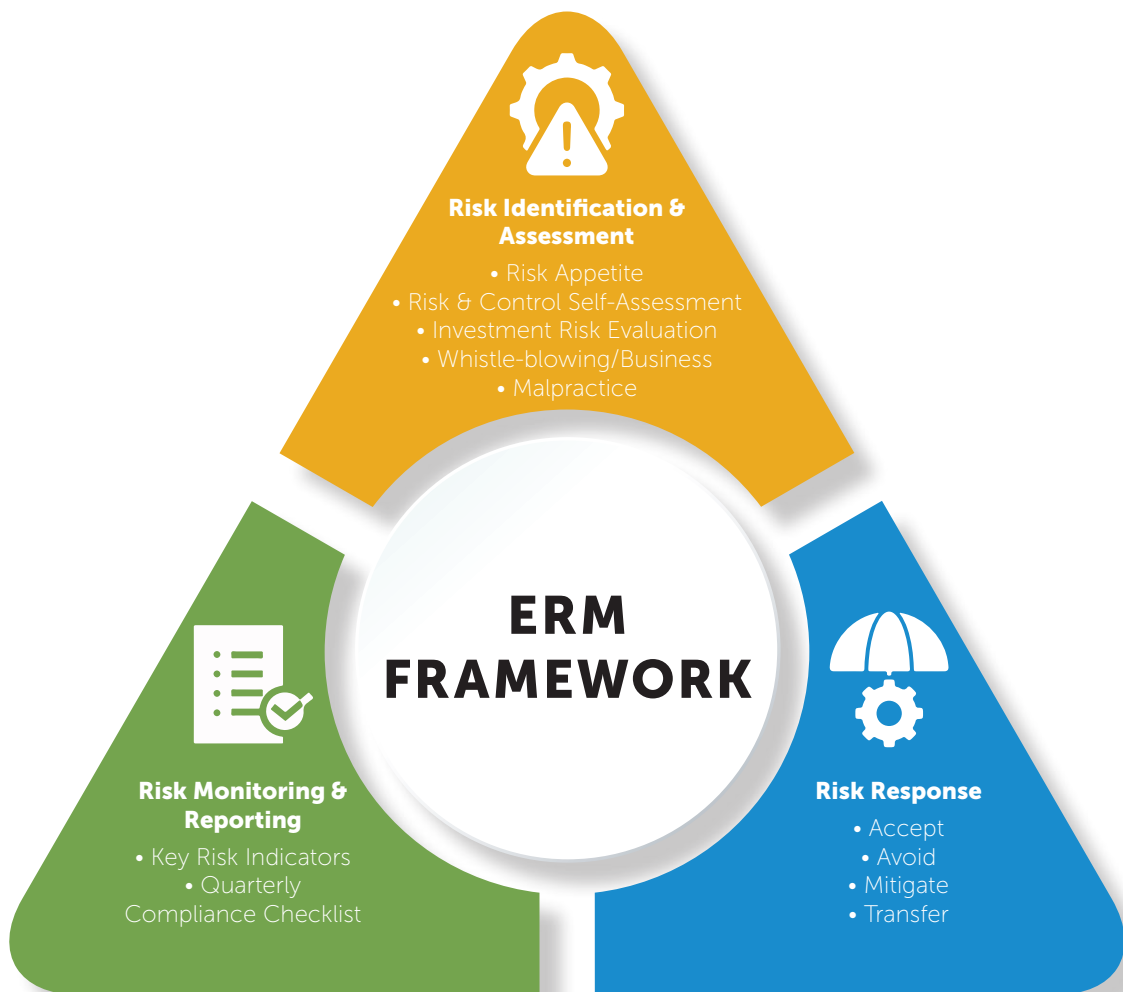 Risk Identification &
Assessment
• Risk Appetite
• Risk & Control Self-Assessment
• Investment Risk Evaluation
• Whistle-blowing/Business
• Malpractice
ERM
FRAMEWORK
Risk Monitoring &
Reporting
• Key Risk Indicators
• Quarterly
Compliance Checklist
Risk Response
• Accept
• Avoid
• Mitigate
• Transfer